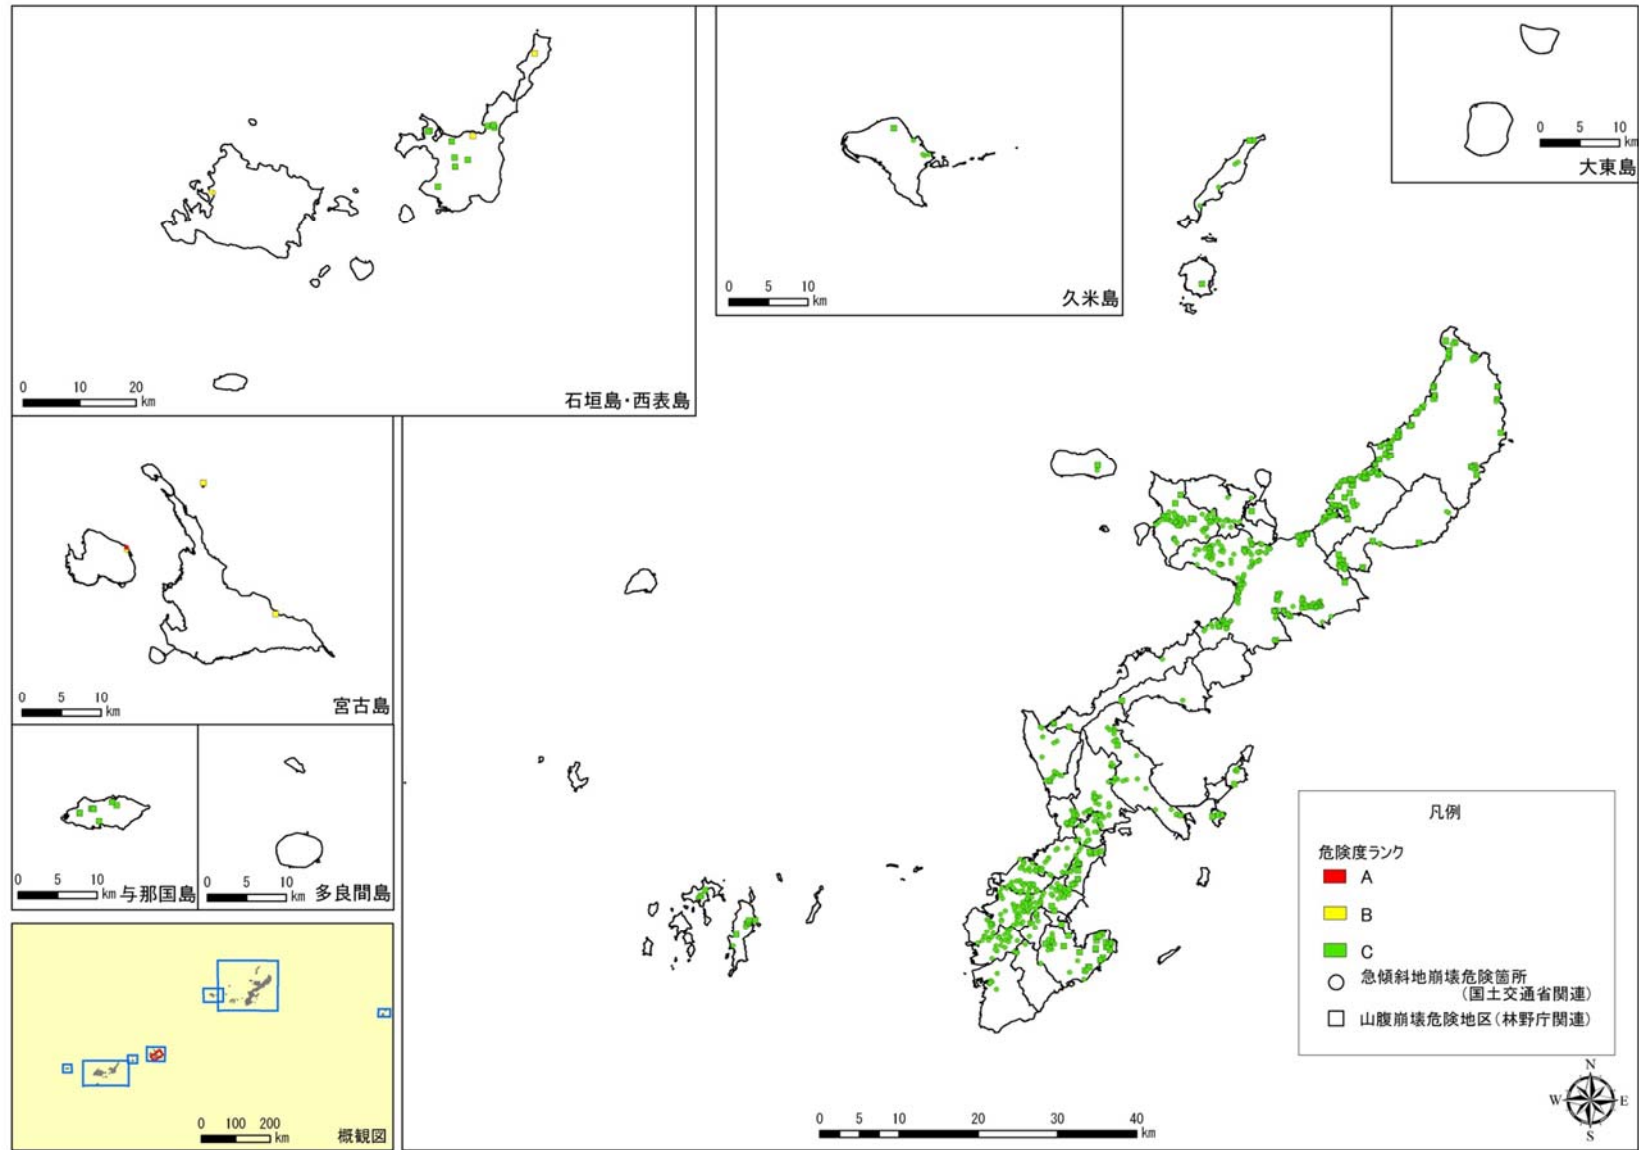 0 10 20 km
石垣島・西表島
0 5 10 km
久米島
0 5 10 km
大東島
0 5 10 km
宮古島
0 5 10 km
与那国島
0 5 10 km
多良間島
0 100 200 km
概観図
凡例
危険度ランク
A
B
C
急傾斜地崩壊危険箇所
(国土交通省関連)
山腹崩壊危険地区(林野庁関連)
N
W E
S
0 5 10 20 30 40 km